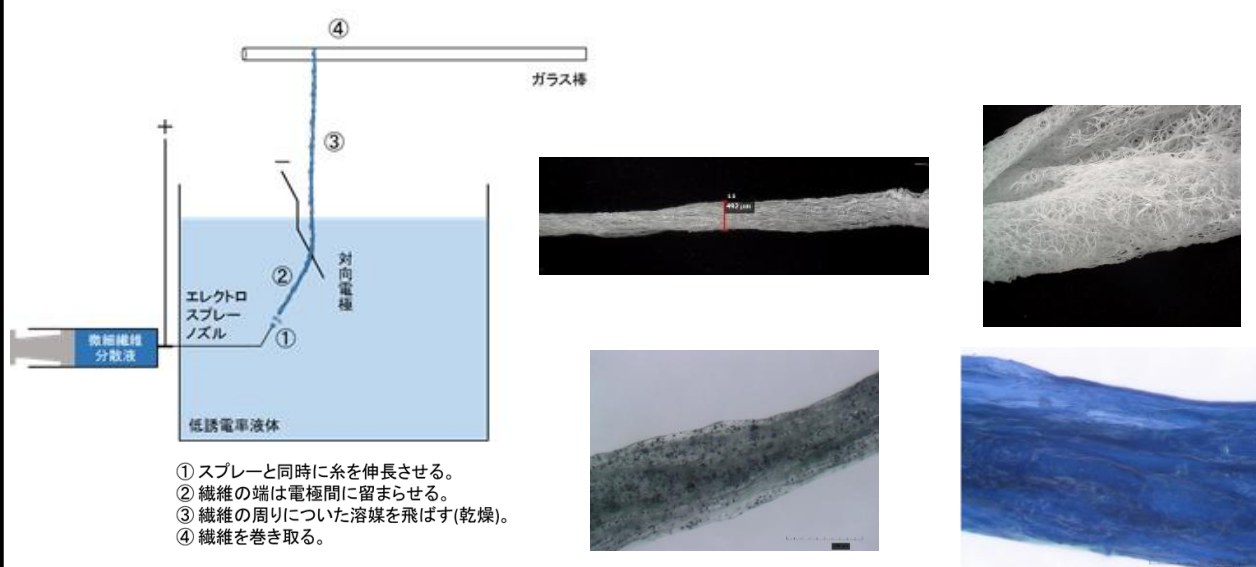 ④
ガラス棒
+
③
−
②
対向電極
エレクトロ
スプレー
ノズル
①
微細繊維
分散液
低誘電率液体
① スプレーと同時に糸を伸長させる。
② 繊維の端は電極間に留まらせる。
③ 繊維の周りについた溶媒を飛ばす(乾燥)。
④ 繊維を巻き取る。